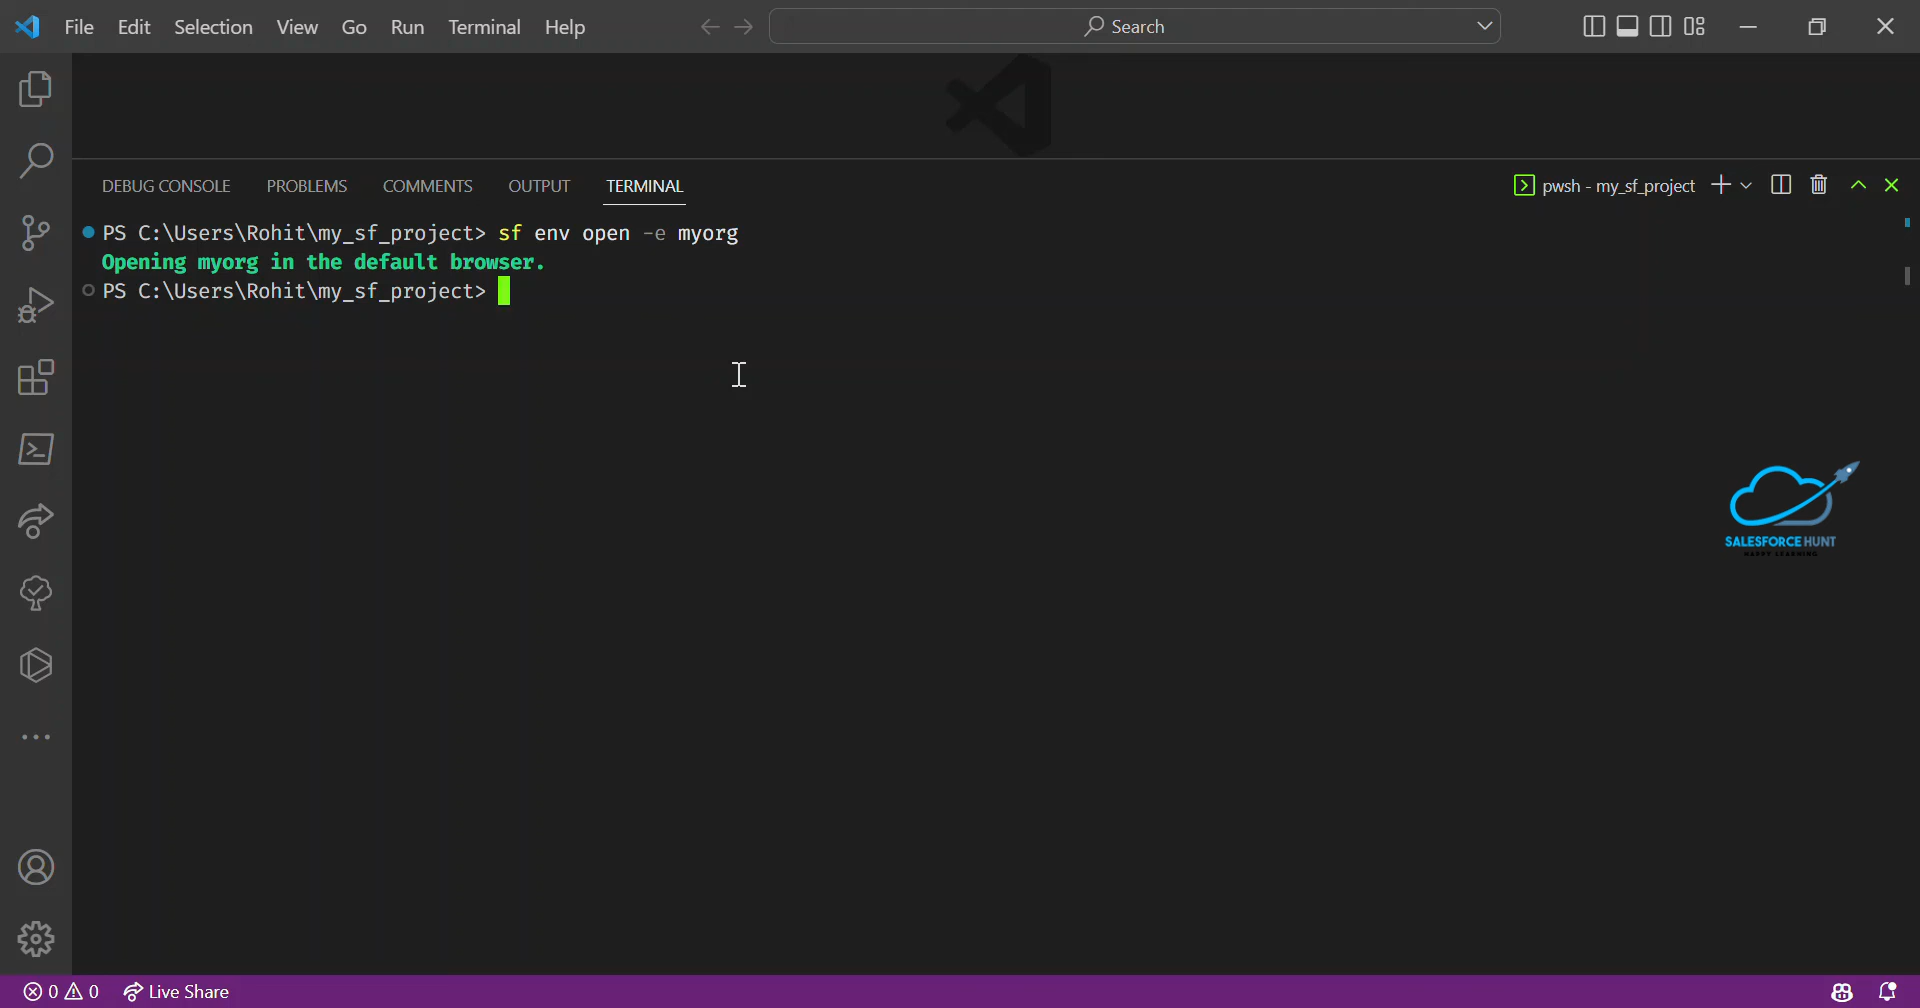 File Edit Selection View Go Run Terminal Help Search
DEBUG CONSOLE PROBLEMS COMMENTS OUTPUT TERMINAL pwsh - my_sf_project
PS C:\Users\Rohit\my_sf_project> sf env open -e myorg
Opening myorg in the default browser.
PS C:\Users\Rohit\my_sf_project>
SALESFORCE HUNT
HAPPY LEARNING
0 0 Live Share